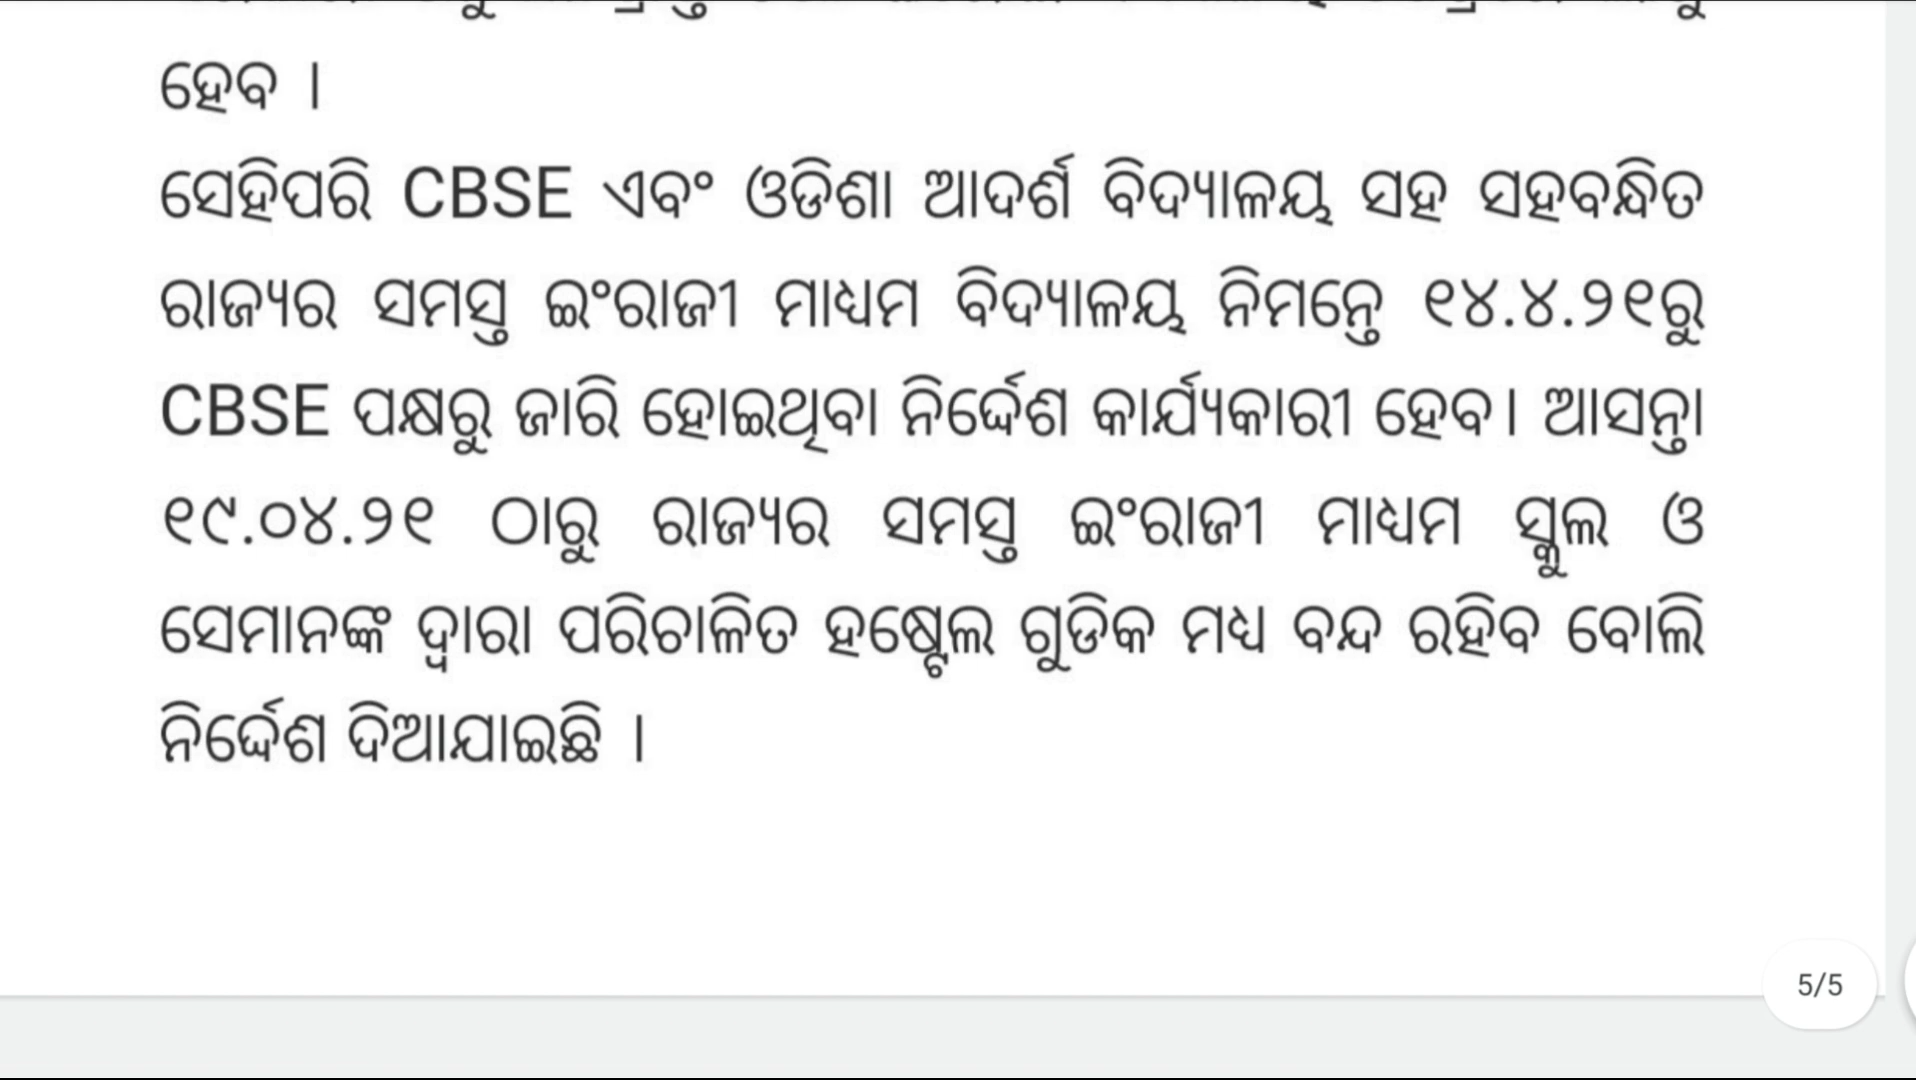 ହେବ ।
ସେହିପରି CBSE ଏବଂ ଓଡିଶା ଆଦର୍ଶ ବିଦ୍ୟାଳୟ ସହ ସହବନ୍ଧିତ
ରାଜ୍ୟର ସମସ୍ତ ଇଂରାଜୀ ମାଧ୍ୟମ ବିଦ୍ୟାଳୟ ନିମନ୍ତେ ୧୪.୪.୨୧ରୁ
CBSE ପକ୍ଷରୁ ଜାରି ହୋଇଥିବା ନିର୍ଦ୍ଦେଶ କାର୍ଯ୍ୟକାରୀ ହେବ। ଆସନ୍ତା
୧୯.୦୪.୨୧ ଠାରୁ ରାଜ୍ୟର ସମସ୍ତ ଇଂରାଜୀ ମାଧ୍ୟମ ସ୍କୁଲ ଓ
ସେମାନଙ୍କ ଦ୍ୱାରା ପରିଚାଳିତ ହଷ୍ଟେଲ ଗୁଡିକ ମଧ୍ୟ ବନ୍ଦ ରହିବ ବୋଲି
ନିର୍ଦ୍ଦେଶ ଦିଆଯାଇଛି ।
5/5